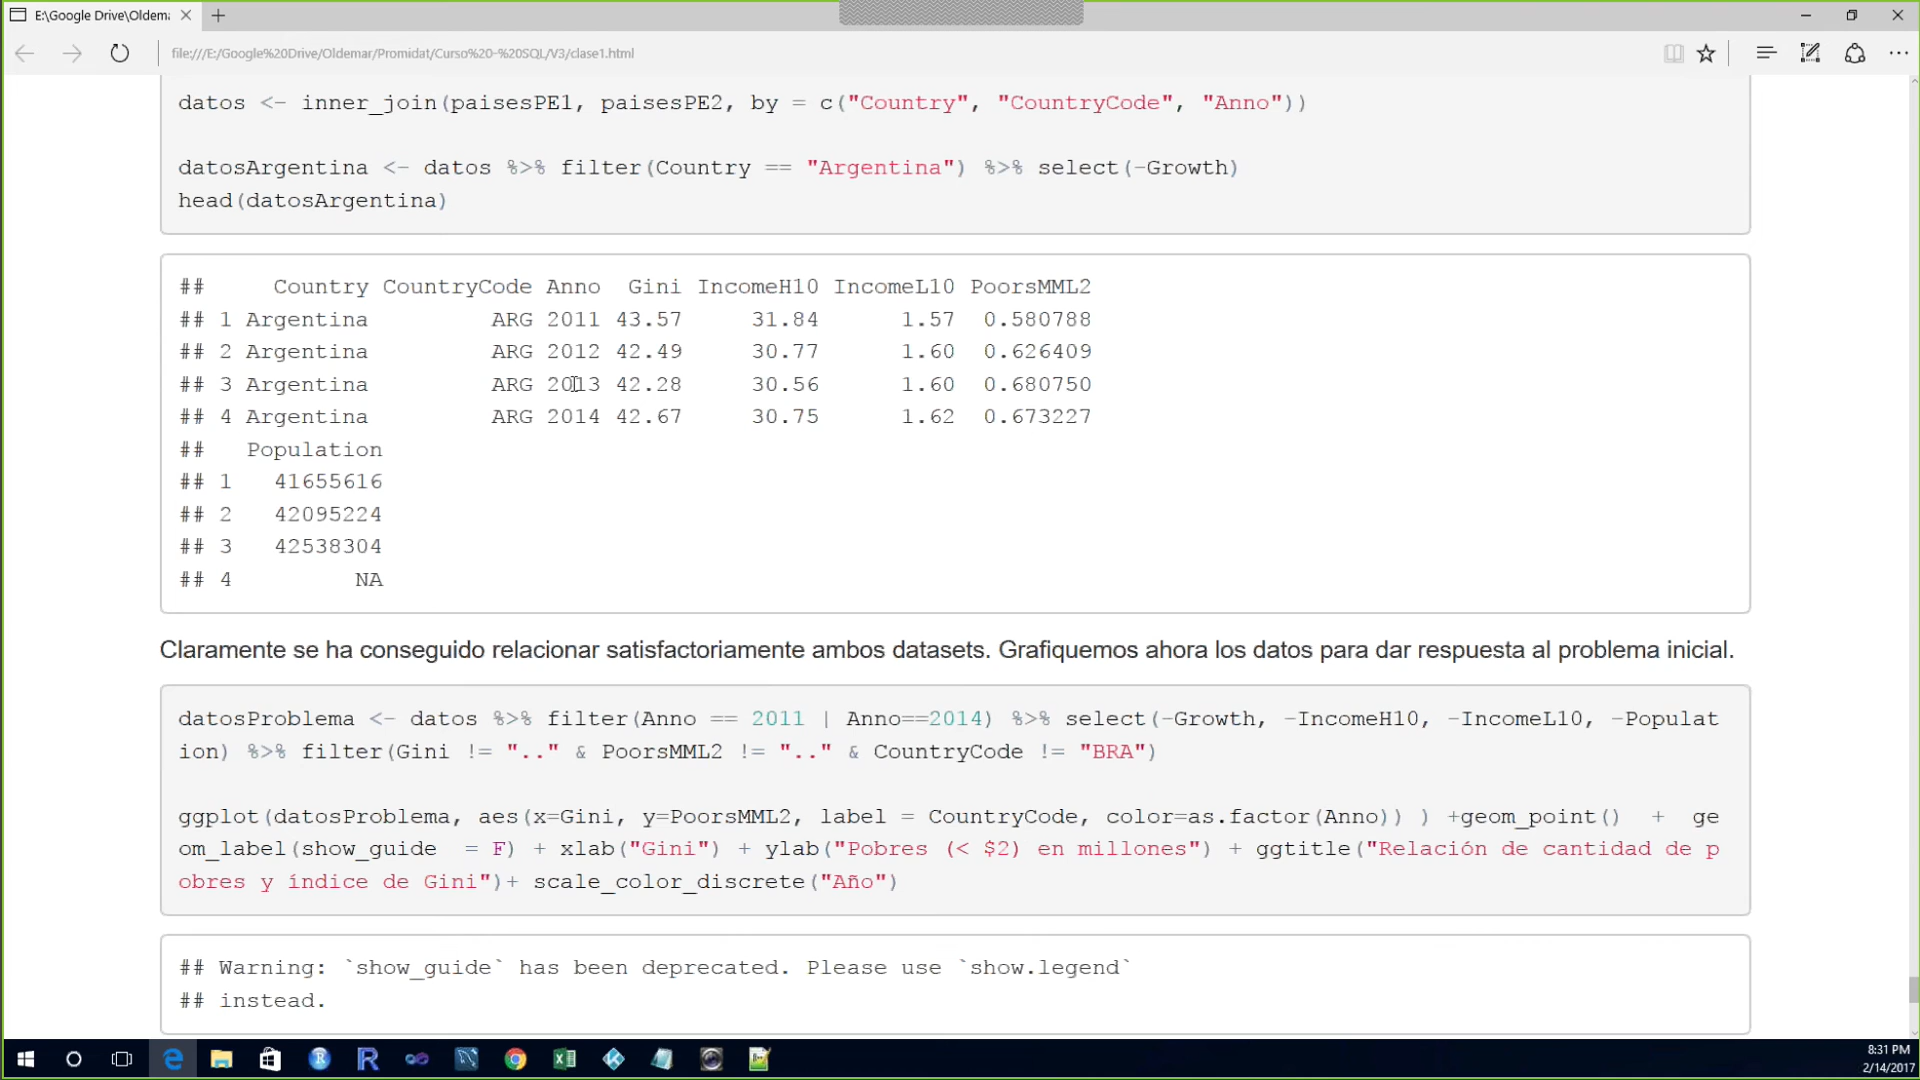 E:\Google Drive\Oldema
file:///E:/Google%20Drive/Oldemar/Promidat/Curso%20-%20SQL/V3/clase1.html
datos <- inner_join(paisesPE1, paisesPE2, by = c("Country", "CountryCode", "Anno"))
datosArgentina <- datos %>% filter(Country == "Argentina") %>% select(-Growth)
head(datosArgentina)
## Country CountryCode Anno Gini IncomeH10 IncomeL10 PoorsMML2
## 1 Argentina ARG 2011 43.57 31.84 1.57 0.580788
## 2 Argentina ARG 2012 42.49 30.77 1.60 0.626409
## 3 Argentina ARG 2013 42.28 30.56 1.60 0.680750
## 4 Argentina ARG 2014 42.67 30.75 1.62 0.673227
## Population
## 1 41655616
## 2 42095224
## 3 42538304
## 4 NA
Claramente se ha conseguido relacionar satisfactoriamente ambos datasets. Grafiquemos ahora los datos para dar respuesta al problema inicial.
datosProblema <- datos %>% filter(Anno == 2011 | Anno==2014) %>% select(-Growth, -IncomeH10, -IncomeL10, -Populat
ion) %>% filter(Gini != ".." & PoorsMML2 != ".." & CountryCode != "BRA")
ggplot(datosProblema, aes(x=Gini, y=PoorsMML2, label = CountryCode, color=as.factor(Anno)) ) +geom_point() + ge
om_label(show_guide = F) + xlab("Gini") + ylab("Pobres (< $2) en millones") + ggtitle("Relación de cantidad de p
obres y índice de Gini")+ scale_color_discrete("Año")
## Warning: `show_guide` has been deprecated. Please use `show.legend`
## instead.
8:31 PM
2/14/2017